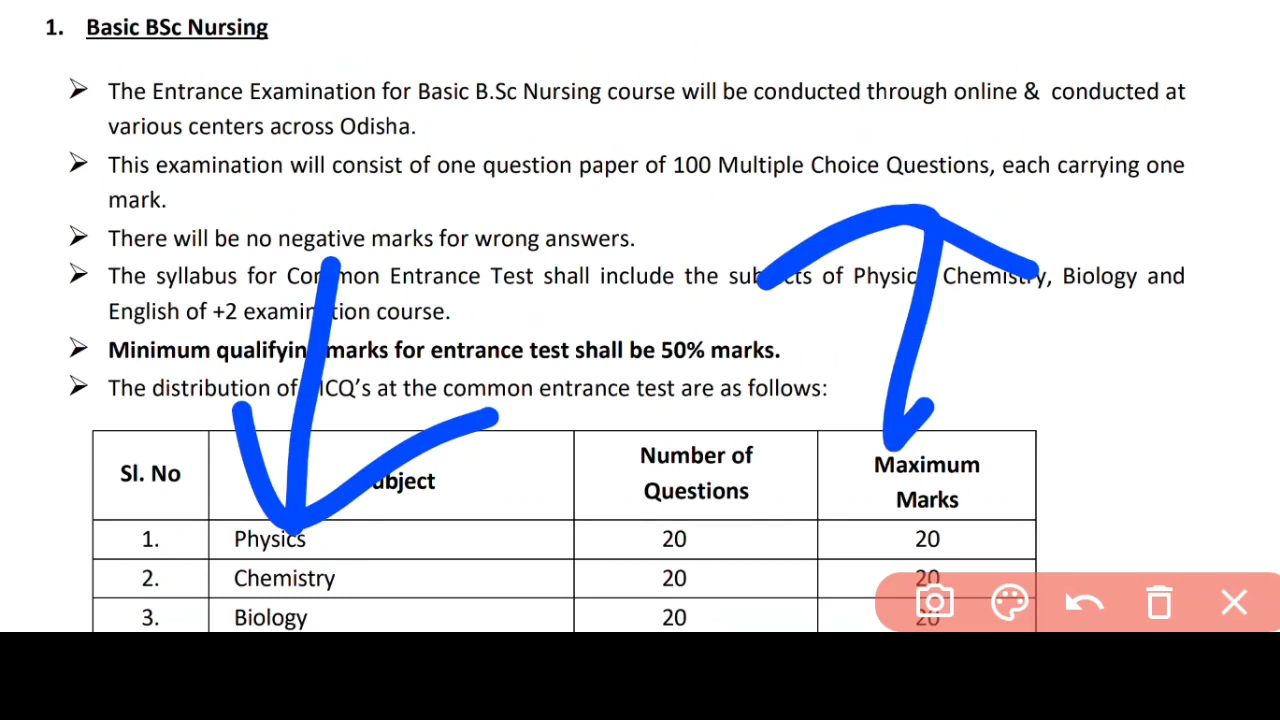 1. Basic BSc Nursing
➢ The Entrance Examination for Basic B.Sc Nursing course will be conducted through online & conducted at
various centers across Odisha.
➢ This examination will consist of one question paper of 100 Multiple Choice Questions, each carrying one
mark.
➢ There will be no negative marks for wrong answers.
➢ The syllabus for Common Entrance Test shall include the subjects of Physics, Chemistry, Biology and
English of +2 examination course.
➢ Minimum qualifying marks for entrance test shall be 50% marks.
➢ The distribution of MCQ's at the common entrance test are as follows:
Sl. No Subject Number of Questions Maximum Marks
1. Physics 20 20
2. Chemistry 20 20
3. Biology 20 20